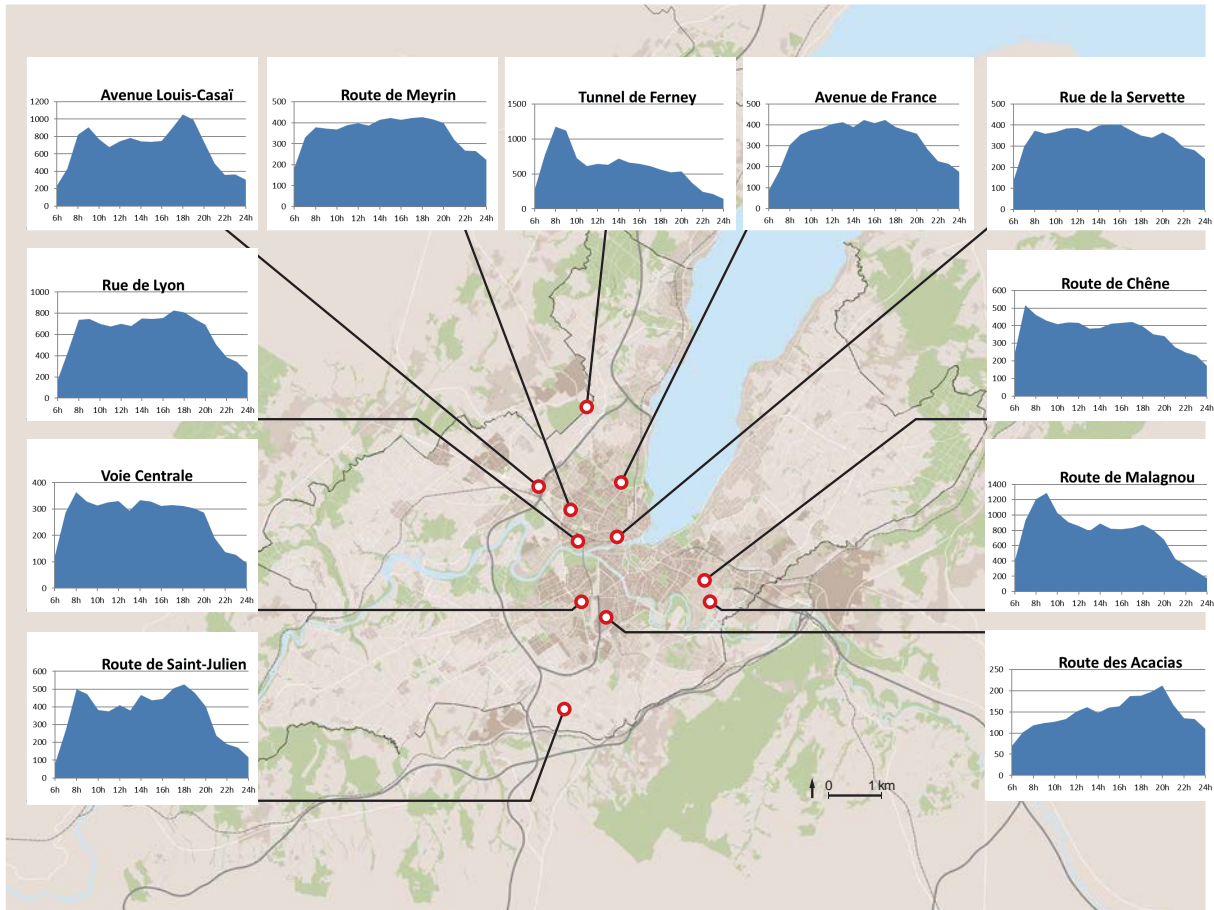 Avenue Louis-Casaï
1200
1000
800
600
400
200
0
6h 8h 10h 12h 14h 16h 18h 20h 22h 24h
Route de Meyrin
500
400
300
200
100
0
6h 8h 10h 12h 14h 16h 18h 20h 22h 24h
Tunnel de Ferney
1500
1000
500
0
6h 8h 10h 12h 14h 16h 18h 20h 22h 24h
Avenue de France
500
400
300
200
100
0
6h 8h 10h 12h 14h 16h 18h 20h 22h 24h
Rue de la Servette
500
400
300
200
100
0
6h 8h 10h 12h 14h 16h 18h 20h 22h 24h
Rue de Lyon
1000
800
600
400
200
0
6h 8h 10h 12h 14h 16h 18h 20h 22h 24h
Route de Chêne
600
500
400
300
200
100
0
6h 8h 10h 12h 14h 16h 18h 20h 22h 24h
Voie Centrale
400
300
200
100
0
6h 8h 10h 12h 14h 16h 18h 20h 22h 24h
Route de Malagnou
1400
1200
1000
800
600
400
200
0
6h 8h 10h 12h 14h 16h 18h 20h 22h 24h
Route de Saint-Julien
600
500
400
300
200
100
0
6h 8h 10h 12h 14h 16h 18h 20h 22h 24h
Route des Acacias
250
200
150
100
50
0
6h 8h 10h 12h 14h 16h 18h 20h 22h 24h
0 1 km